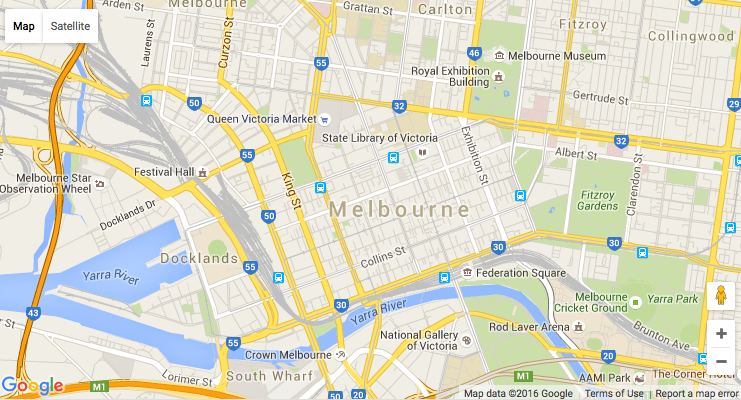 Arden St
Melbourne
Grattan St
Carlton
Fitzroy
Collingwood
Map
Satellite
Laurens St
Curzon St
55
46
Melbourne Museum
Royal Exhibition
Building
Gertrude St
50
32
29
Queen Victoria Market
State Library of Victoria
Exhibition St
32
Albert St
55
Festival Hall
Melbourne Star
Observation Wheel
King St
Clarendon St
Fitzroy
Gardens
Docklands Dr
50
Melbourne
30
30
Docklands
Collins St
55
Federation Square
Yarra River
Melbourne
Cricket Ground
Yarra Park
30
Yarra River
43
Rod Laver Arena
Brunton Ave
National Gallery
of Victoria
55
Crown Melbourne
20
20
Lorimer St
South Wharf
M1
M1
AAMI Park
The Corner Hotel
Google
Map data ©2016 Google
Terms of Use
Report a map error